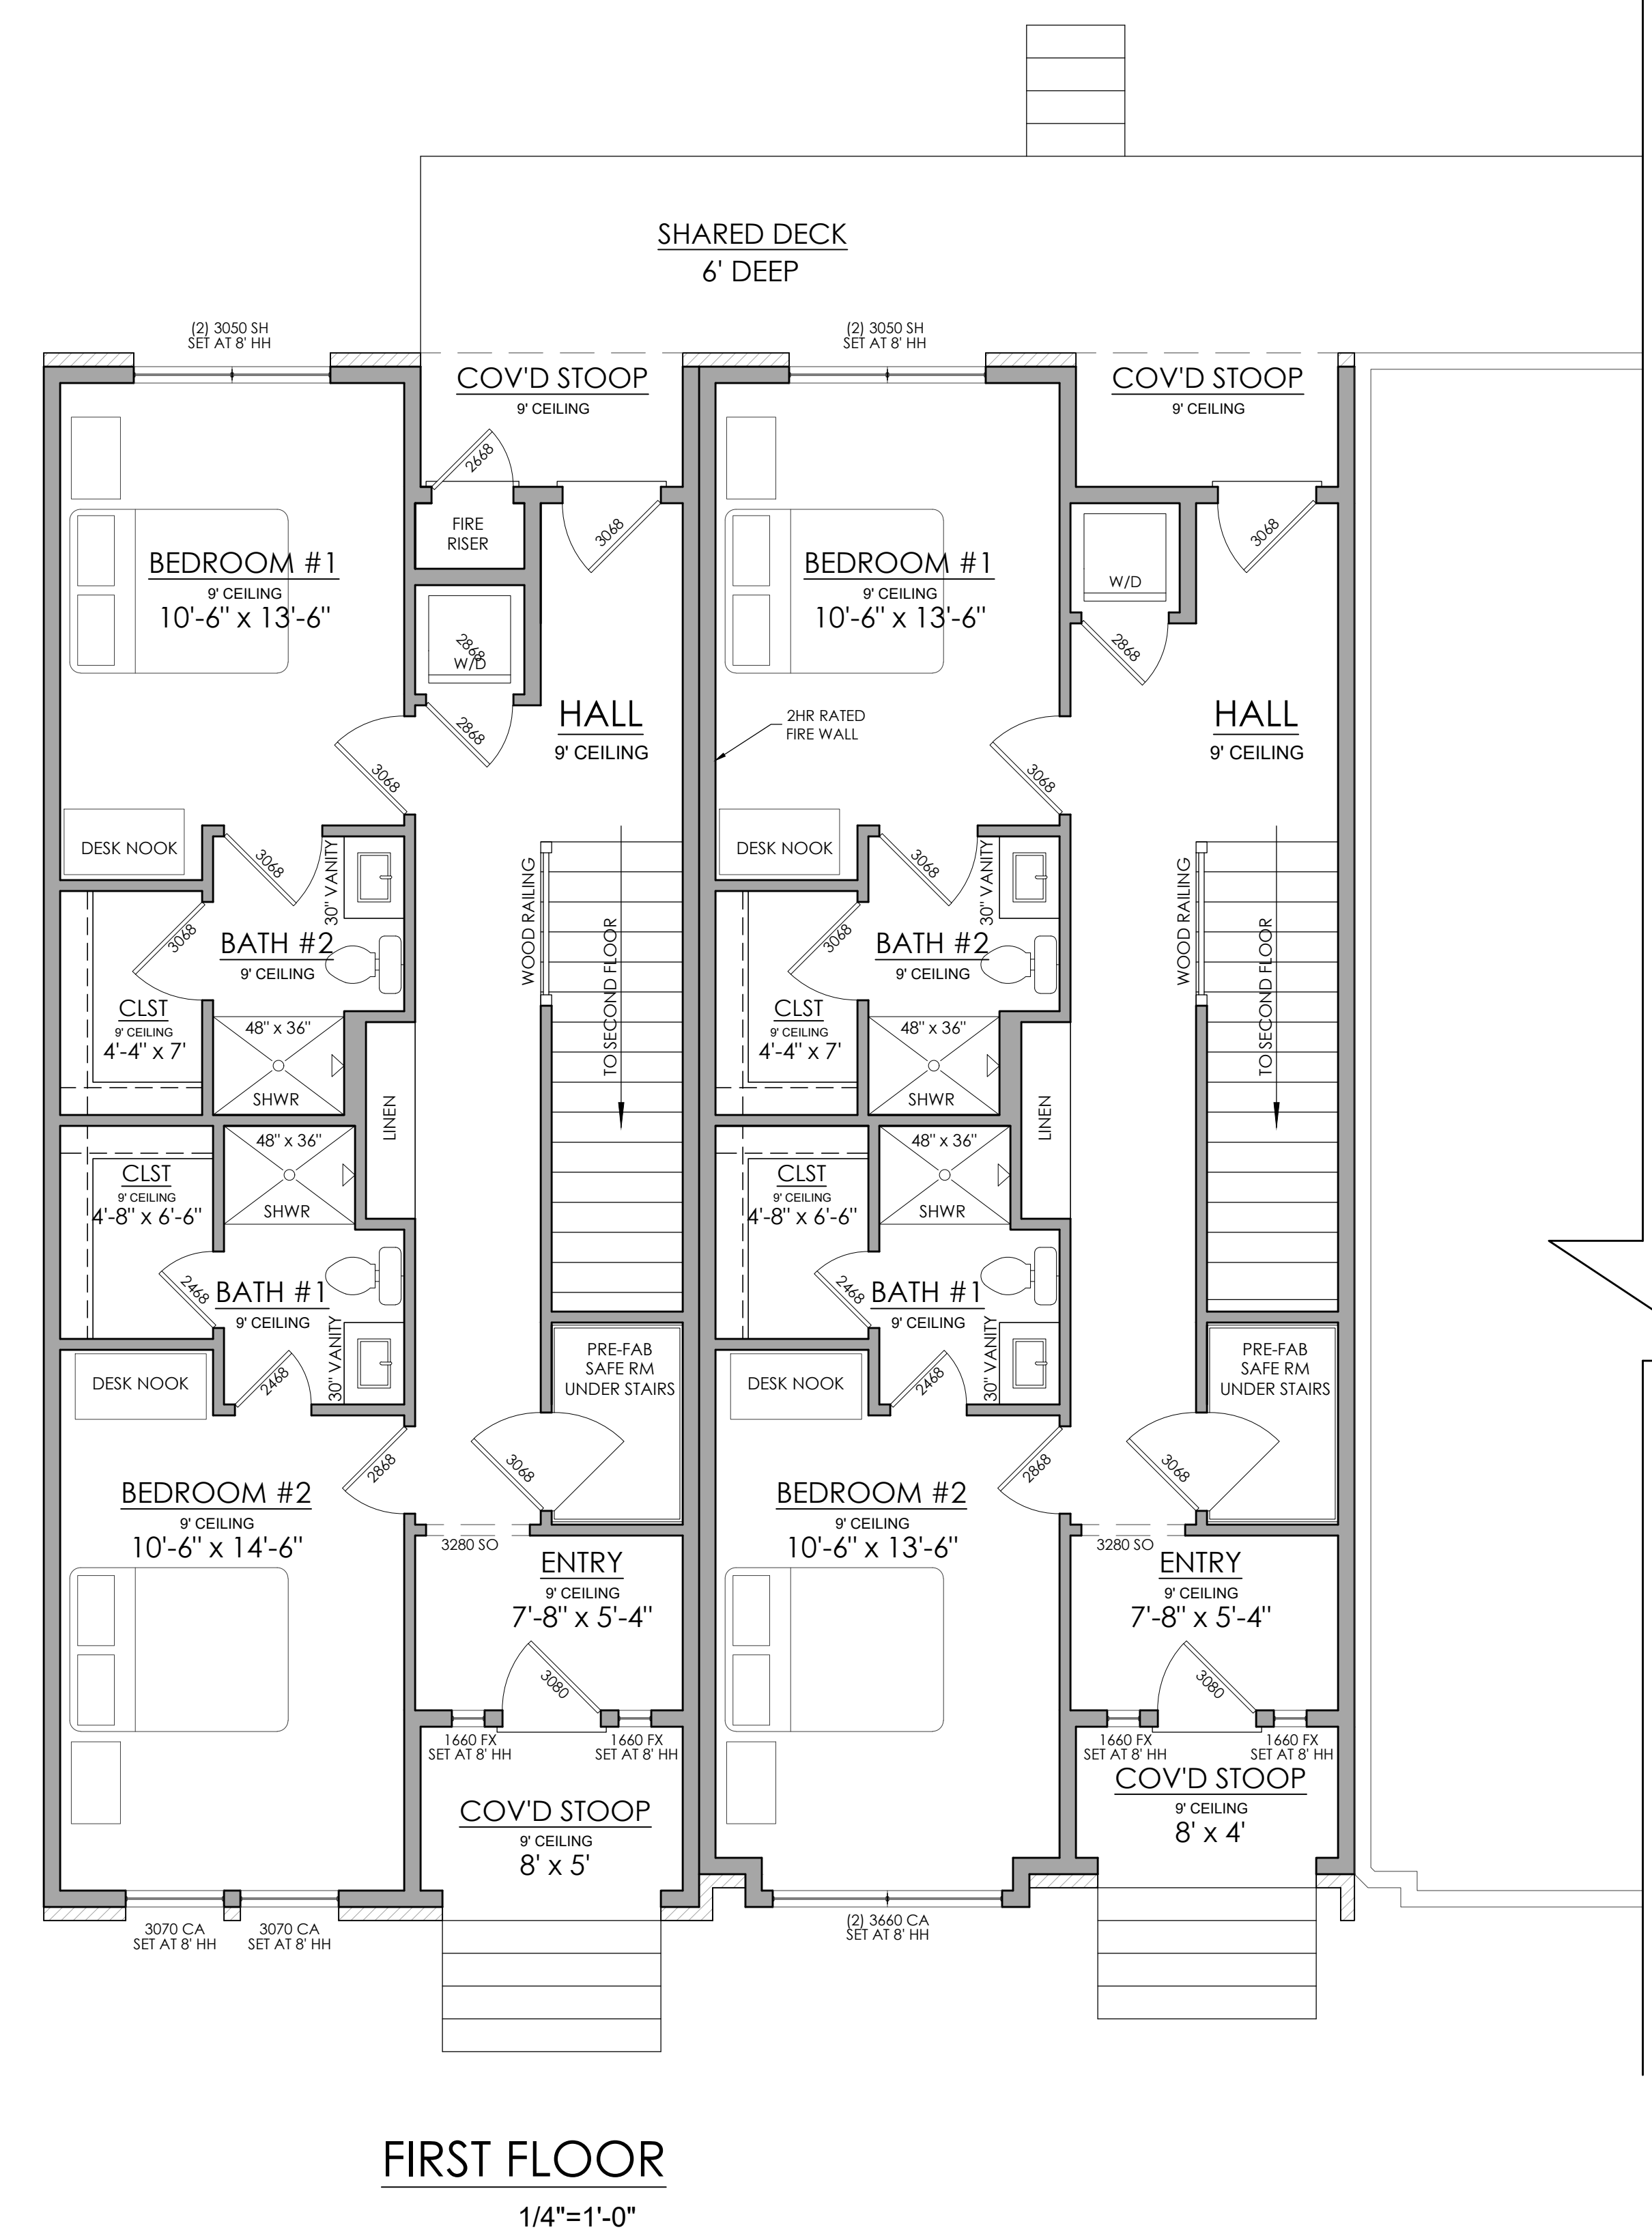 SHARED DECK
6' DEEP
(2) 3050 SH
SET AT 8' HH
(2) 3050 SH
SET AT 8' HH
COV'D STOOP
9' CEILING
COV'D STOOP
9' CEILING
2668
FIRE
RISER
3068
3068
BEDROOM #1
9' CEILING
10'-6" x 13'-6"
BEDROOM #1
9' CEILING
10'-6" x 13'-6"
W/D
2868
W/D
2868
2868
HALL
9' CEILING
2HR RATED
FIRE WALL
HALL
9' CEILING
3068
3068
DESK NOOK
3068
30" VANITY
DESK NOOK
3068
30" VANITY
WOOD RAILING
TO SECOND FLOOR
WOOD RAILING
TO SECOND FLOOR
3068
BATH #2
9' CEILING
3068
BATH #2
9' CEILING
CLST
9' CEILING
4'-4" x 7'
48" x 36"
SHWR
LINEN
CLST
9' CEILING
4'-4" x 7'
48" x 36"
SHWR
LINEN
CLST
9' CEILING
4'-8" x 6'-6"
48" x 36"
SHWR
CLST
9' CEILING
4'-8" x 6'-6"
48" x 36"
SHWR
2468
BATH #1
9' CEILING
30" VANITY
2468
BATH #1
9' CEILING
30" VANITY
DESK NOOK
2468
PRE-FAB
SAFE RM
UNDER STAIRS
DESK NOOK
2468
PRE-FAB
SAFE RM
UNDER STAIRS
2868
3068
2868
3068
BEDROOM #2
9' CEILING
10'-6" x 14'-6"
BEDROOM #2
9' CEILING
10'-6" x 13'-6"
3280 SO
ENTRY
9' CEILING
7'-8" x 5'-4"
3280 SO
ENTRY
9' CEILING
7'-8" x 5'-4"
3080
3080
1660 FX
SET AT 8' HH
1660 FX
SET AT 8' HH
1660 FX
SET AT 8' HH
1660 FX
SET AT 8' HH
COV'D STOOP
9' CEILING
8' x 5'
COV'D STOOP
9' CEILING
8' x 4'
3070 CA
SET AT 8' HH
3070 CA
SET AT 8' HH
(2) 3660 CA
SET AT 8' HH
FIRST FLOOR
1/4"=1'-0"